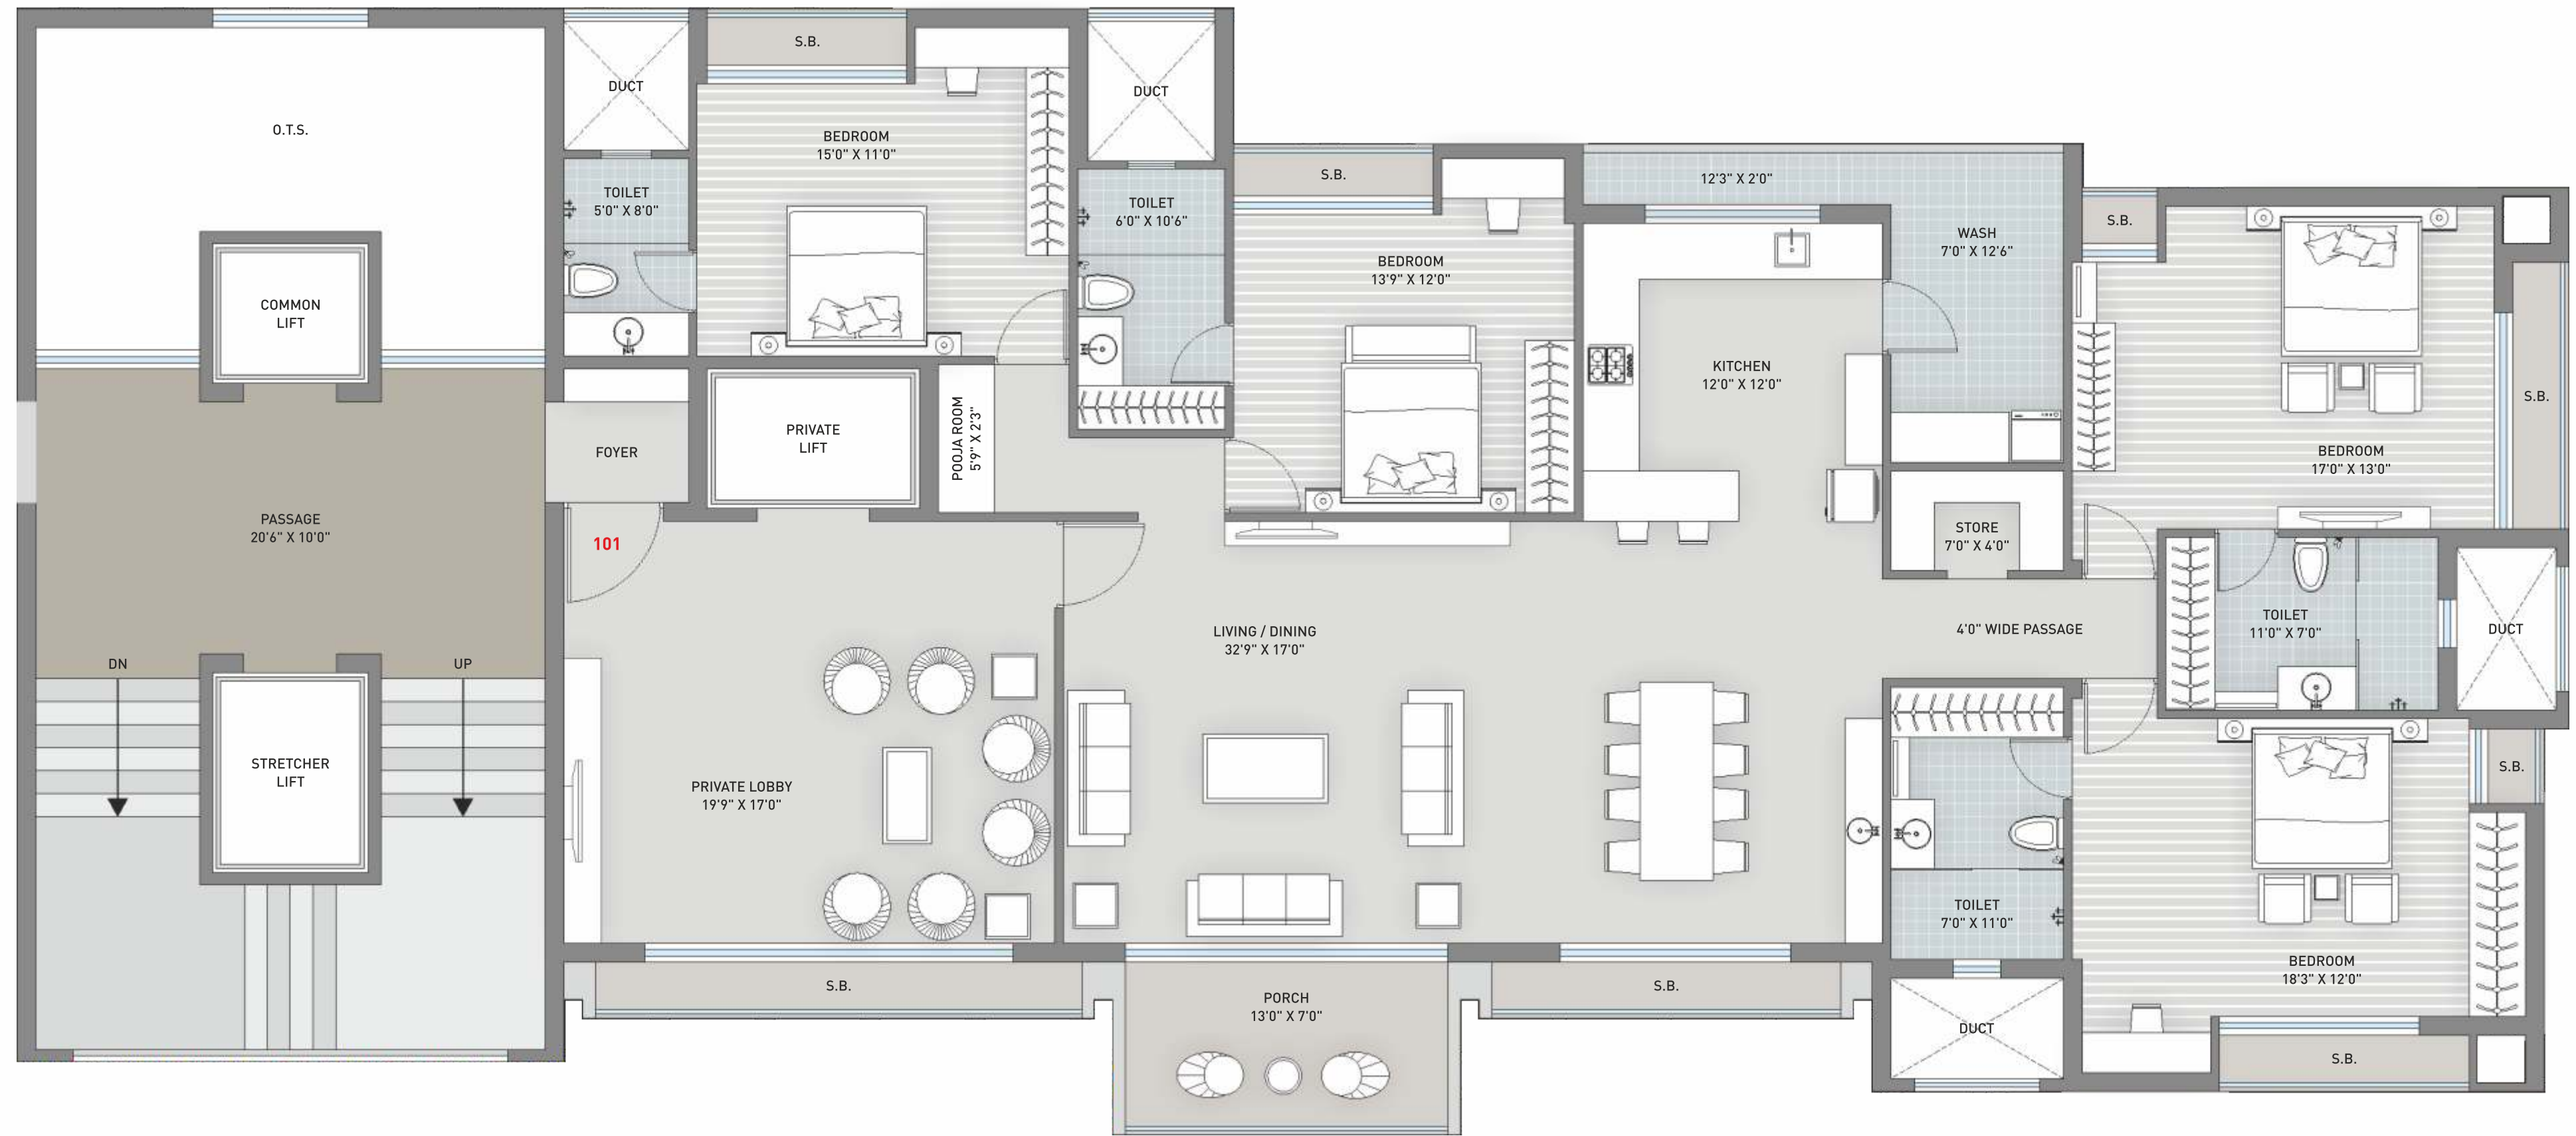 S.B.
DUCT
DUCT
O.T.S.
BEDROOM
15'0" X 11'0"
S.B.
12'3" X 2'0"
TOILET
5'0" X 8'0"
TOILET
6'0" X 10'6"
S.B.
WASH
7'0" X 12'6"
BEDROOM
13'9" X 12'0"
COMMON
LIFT
KITCHEN
12'0" X 12'0"
S.B.
PRIVATE
LIFT
POOJA ROOM
5'9" X 2'3"
FOYER
BEDROOM
17'0" X 13'0"
PASSAGE
20'6" X 10'0"
101
STORE
7'0" X 4'0"
LIVING / DINING
32'9" X 17'0"
4'0" WIDE PASSAGE
TOILET
11'0" X 7'0"
DUCT
DN
UP
STRETCHER
LIFT
PRIVATE LOBBY
19'9" X 17'0"
S.B.
TOILET
7'0" X 11'0"
BEDROOM
18'3" X 12'0"
S.B.
PORCH
13'0" X 7'0"
S.B.
DUCT
S.B.